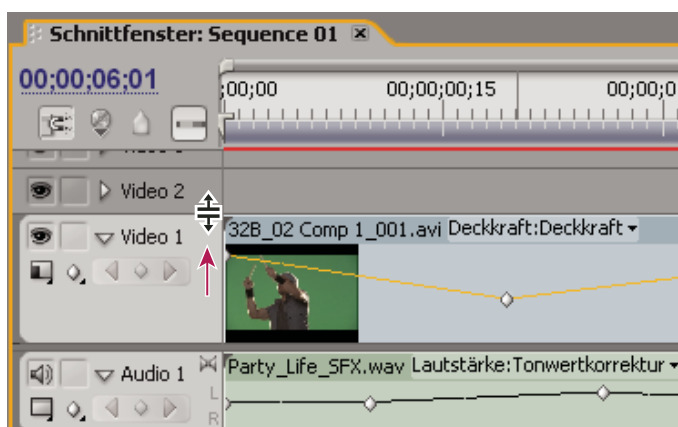 Schnittfenster: Sequence 01
00;00;06;01
;00;00 00;00;00;15 00;00;0
Video 2
Video 1
32B_02 Comp 1_001.avi Deckkraft:Deckkraft
Audio 1
Party_Life_SFX.wav Lautstärke:Tonwertkorrektur
L
R